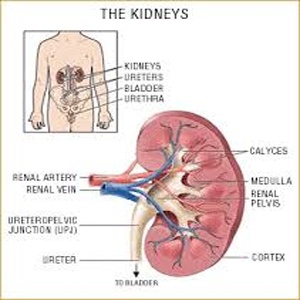 THE KIDNEYS
KIDNEYS
URETERS
BLADDER
URETHRA
CALYCES
RENAL ARTERY
RENAL VEIN
MEDULLA
RENAL
PELVIS
URETEROPELVIC
JUNCTION (UPJ)
URETER
CORTEX
TO BLADDER